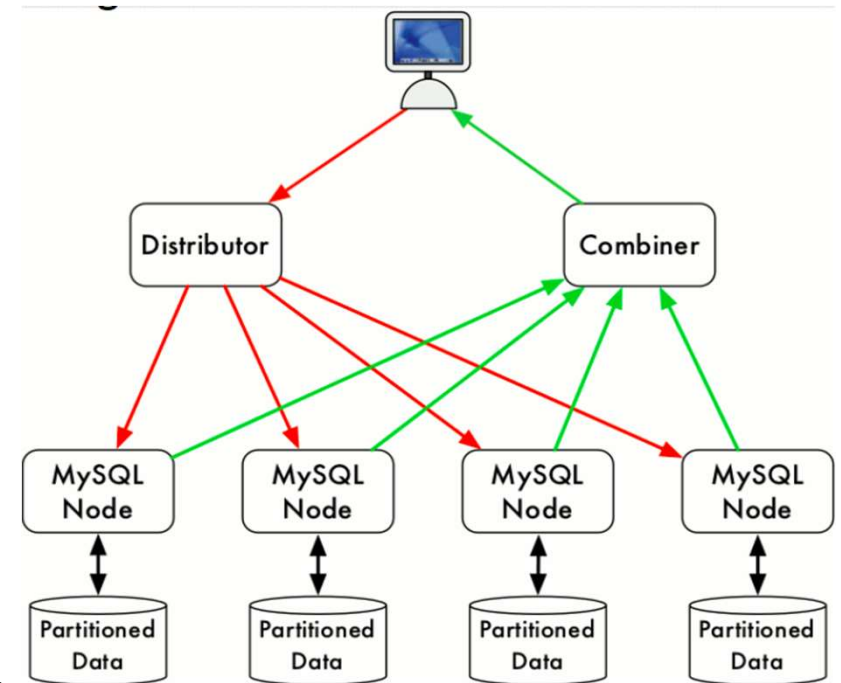 Distributor
Combiner
MySQL
Node
MySQL
Node
MySQL
Node
MySQL
Node
Partitioned
Data
Partitioned
Data
Partitioned
Data
Partitioned
Data